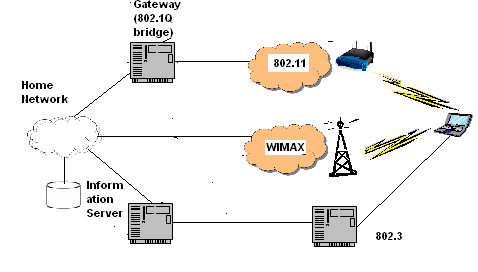 Gateway
(802.1Q
bridge)
802.11
Home
Network
WIMAX
Inform
ation
Server
802.3